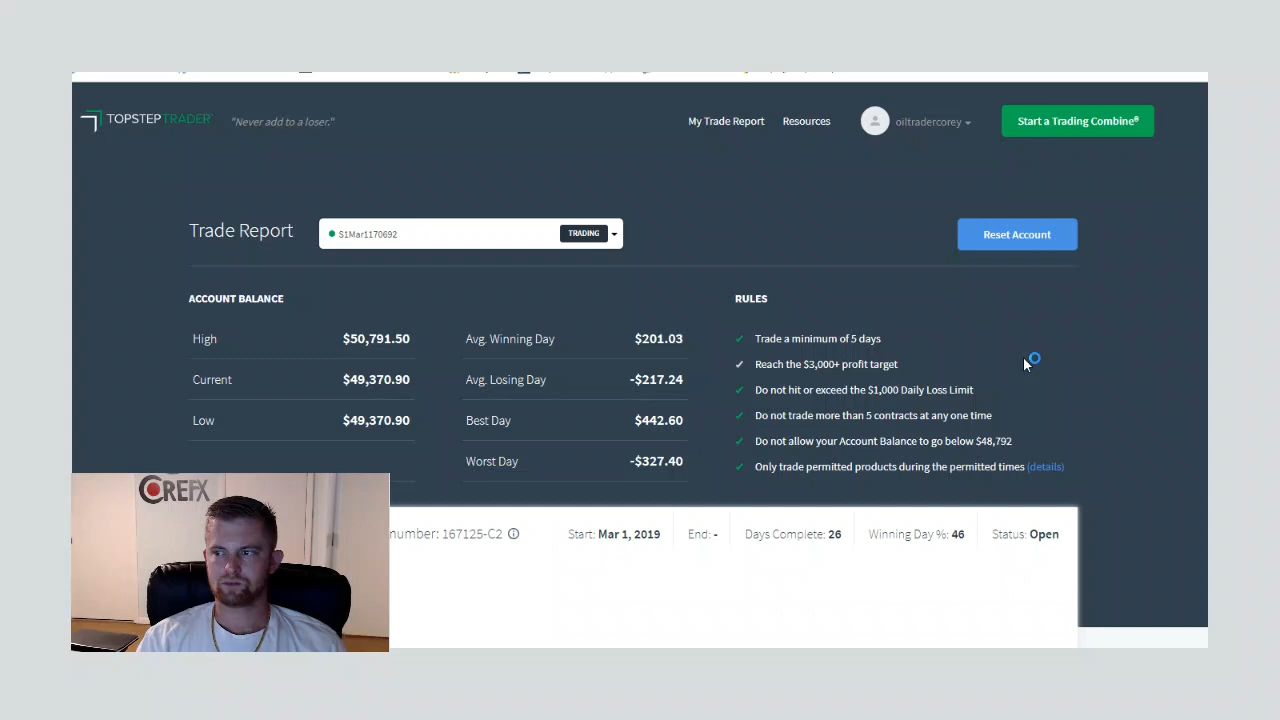 TOPSTEPTRADER
"Never add to a loser."
My Trade Report
Resources
oiltradercorey
Start a Trading Combine®
Trade Report
S1Mar1170692
TRADING
Reset Account
ACCOUNT BALANCE
High $50,791.50
Current $49,370.90
Low $49,370.90
Avg. Winning Day $201.03
Avg. Losing Day -$217.24
Best Day $442.60
Worst Day -$327.40
RULES
Trade a minimum of 5 days
Reach the $3,000+ profit target
Do not hit or exceed the $1,000 Daily Loss Limit
Do not trade more than 5 contracts at any one time
Do not allow your Account Balance to go below $48,792
Only trade permitted products during the permitted times (details)
COREFX
number: 167125-C2
Start: Mar 1, 2019
End: -
Days Complete: 26
Winning Day %: 46
Status: Open